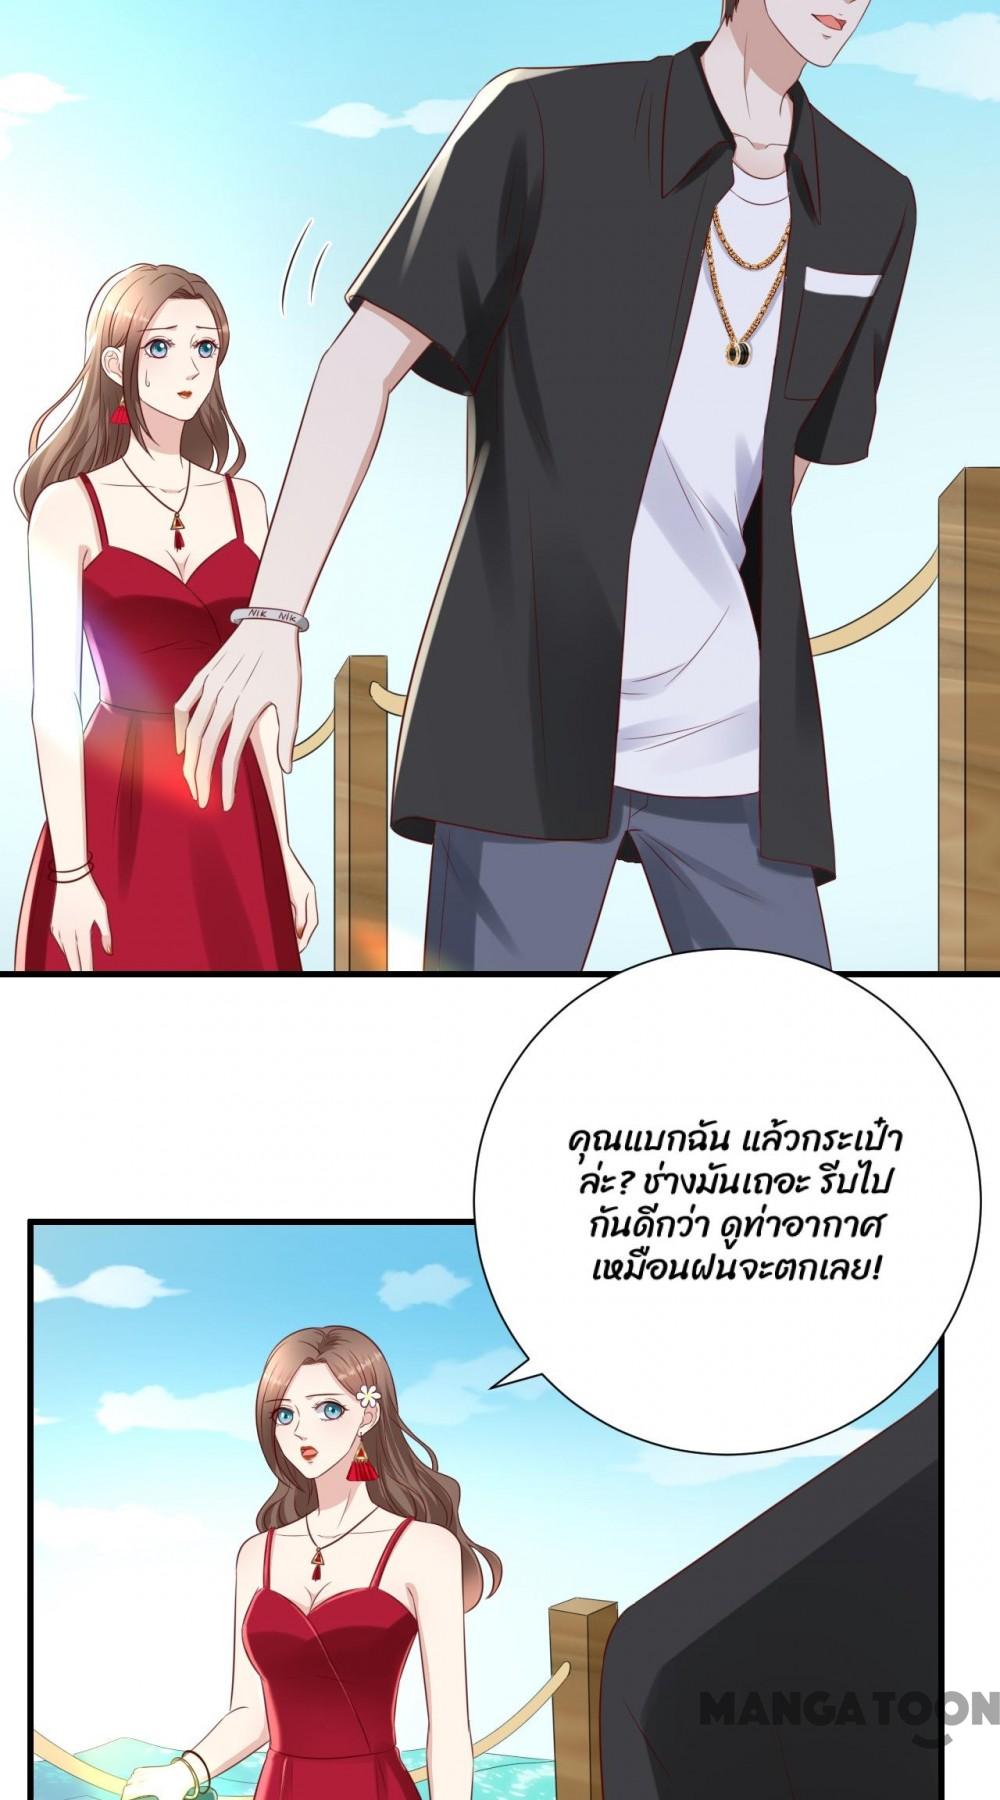 NIK NIK
คุณแบกฉัน แล้วกระเป๋า
ล่ะ? ช่างมันเถอะ รีบไป
กันดีกว่า ดูท่าอากาศ
เหมือนฝนจะตกเลย!
MANGATOON